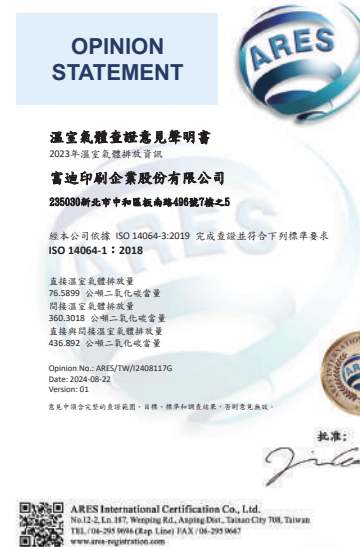 OPINION
STATEMENT
ARES
溫室氣體查證意見聲明書
2023年溫室氣體排放資訊
富迪印刷企業股份有限公司
235030新北市中和區板南路496號7樓之5
經本公司依據 ISO 14064-3:2019 完成查證並符合下列標準要求
ISO 14064-1：2018
直接溫室氣體排放量
76.5899 公噸二氧化碳當量
間接溫室氣體排放量
360.3018 公噸二氧化碳當量
直接與間接溫室氣體排放量
436.892 公噸二氧化碳當量
Opinion No.: ARES/TW/I2408117G
Date: 2024-08-22
Version: 01
意見中須含完整的查證範圍、目標、標準和調查結果，否則意見無效。
批准:
ARES International Certification Co., Ltd.
No.12-2, Ln. 187, Wenping Rd., Anping Dist., Tainan City 708, Taiwan
TEL /06-295 9696 (Rep. Line) FAX /06-295 9667
www.ares-registration.com